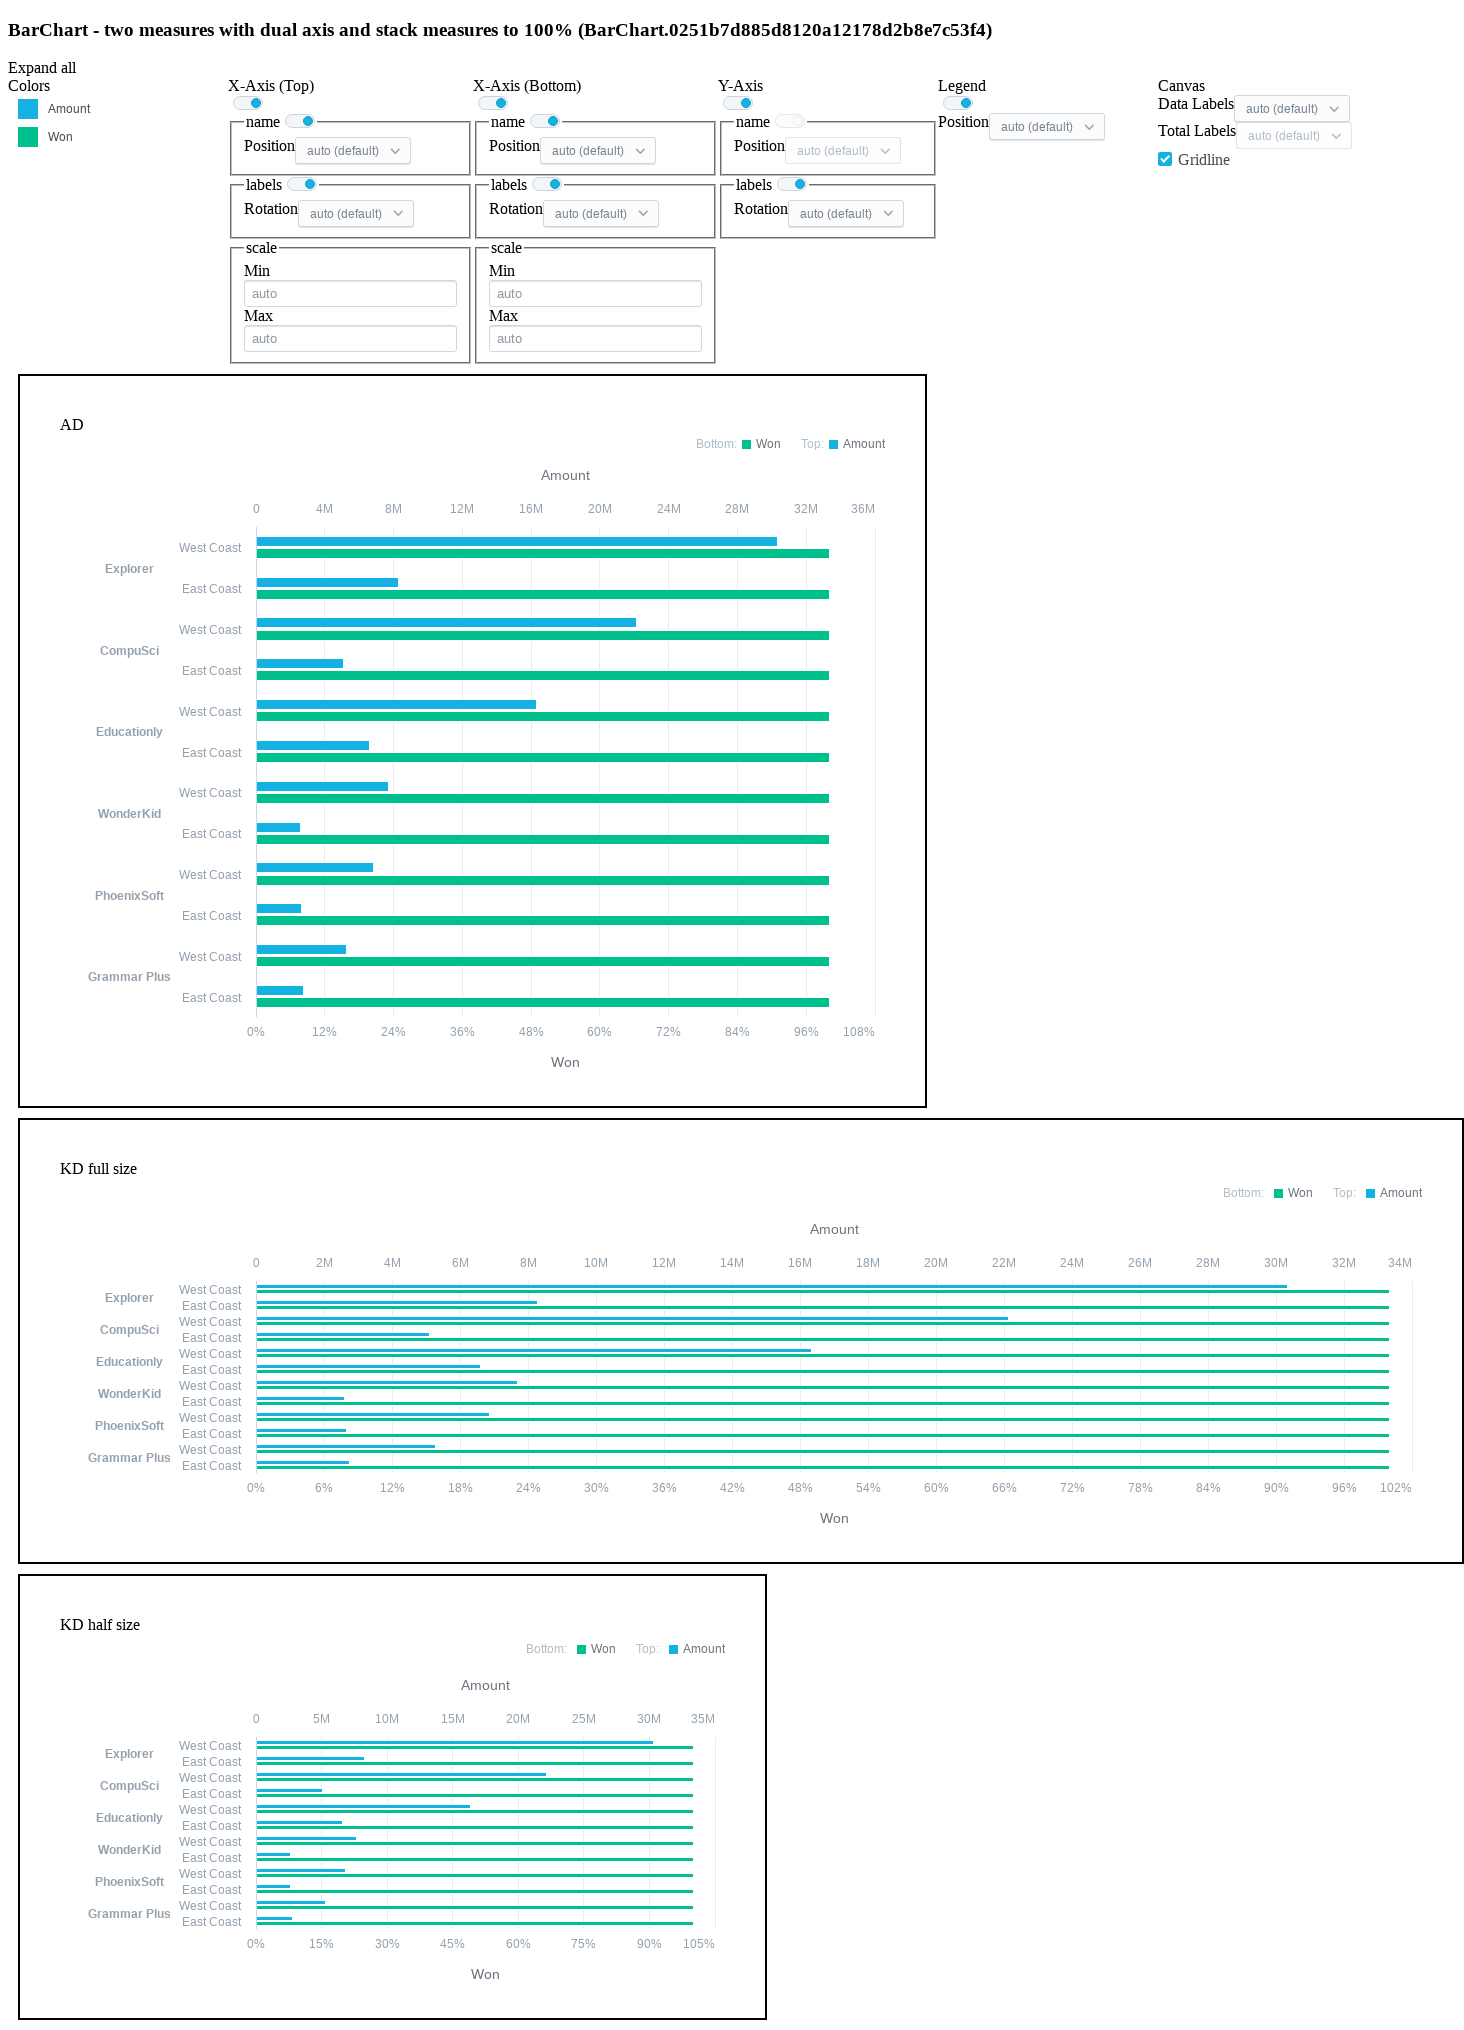 BarChart - two measures with dual axis and stack measures to 100% (BarChart.0251b7d885d8120a12178d2b8e7c53f4)
Expand all
Colors
Amount
Won
X-Axis (Top)
name
Position auto (default)
labels
Rotation auto (default)
scale
Min
auto
Max
auto
X-Axis (Bottom)
name
Position auto (default)
labels
Rotation auto (default)
scale
Min
auto
Max
auto
Y-Axis
name
Position auto (default)
labels
Rotation auto (default)
Legend
Position auto (default)
Canvas
Data Labels auto (default)
Total Labels auto (default)
Gridline
AD
Bottom: Won Top: Amount
Amount
0 4M 8M 12M 16M 20M 24M 28M 32M 36M
West Coast
Explorer
East Coast
West Coast
CompuSci
East Coast
West Coast
Educationly
East Coast
West Coast
WonderKid
East Coast
West Coast
PhoenixSoft
East Coast
West Coast
Grammar Plus
East Coast
0% 12% 24% 36% 48% 60% 72% 84% 96% 108%
Won
KD full size
Bottom: Won Top: Amount
Amount
0 2M 4M 6M 8M 10M 12M 14M 16M 18M 20M 22M 24M 26M 28M 30M 32M 34M
West Coast
Explorer
East Coast
West Coast
CompuSci
East Coast
West Coast
Educationly
East Coast
West Coast
WonderKid
East Coast
West Coast
PhoenixSoft
East Coast
West Coast
Grammar Plus
East Coast
0% 6% 12% 18% 24% 30% 36% 42% 48% 54% 60% 66% 72% 78% 84% 90% 96% 102%
Won
KD half size
Bottom: Won Top: Amount
Amount
0 5M 10M 15M 20M 25M 30M 35M
West Coast
Explorer
East Coast
West Coast
CompuSci
East Coast
West Coast
Educationly
East Coast
West Coast
WonderKid
East Coast
West Coast
PhoenixSoft
East Coast
West Coast
Grammar Plus
East Coast
0% 15% 30% 45% 60% 75% 90% 105%
Won